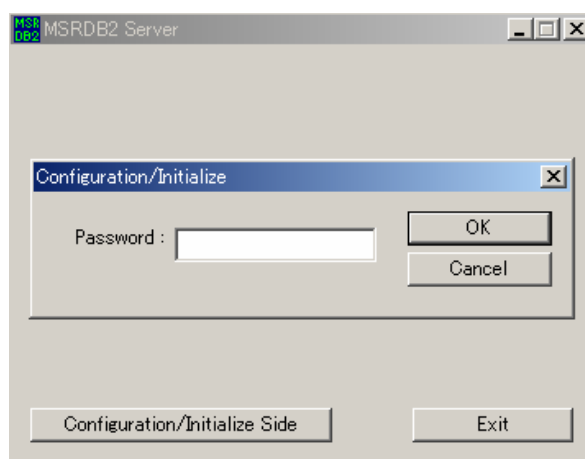 MSR
DB2 MSRDB2 Server
Configuration/Initialize
Password :
OK
Cancel
Configuration/Initialize Side
Exit